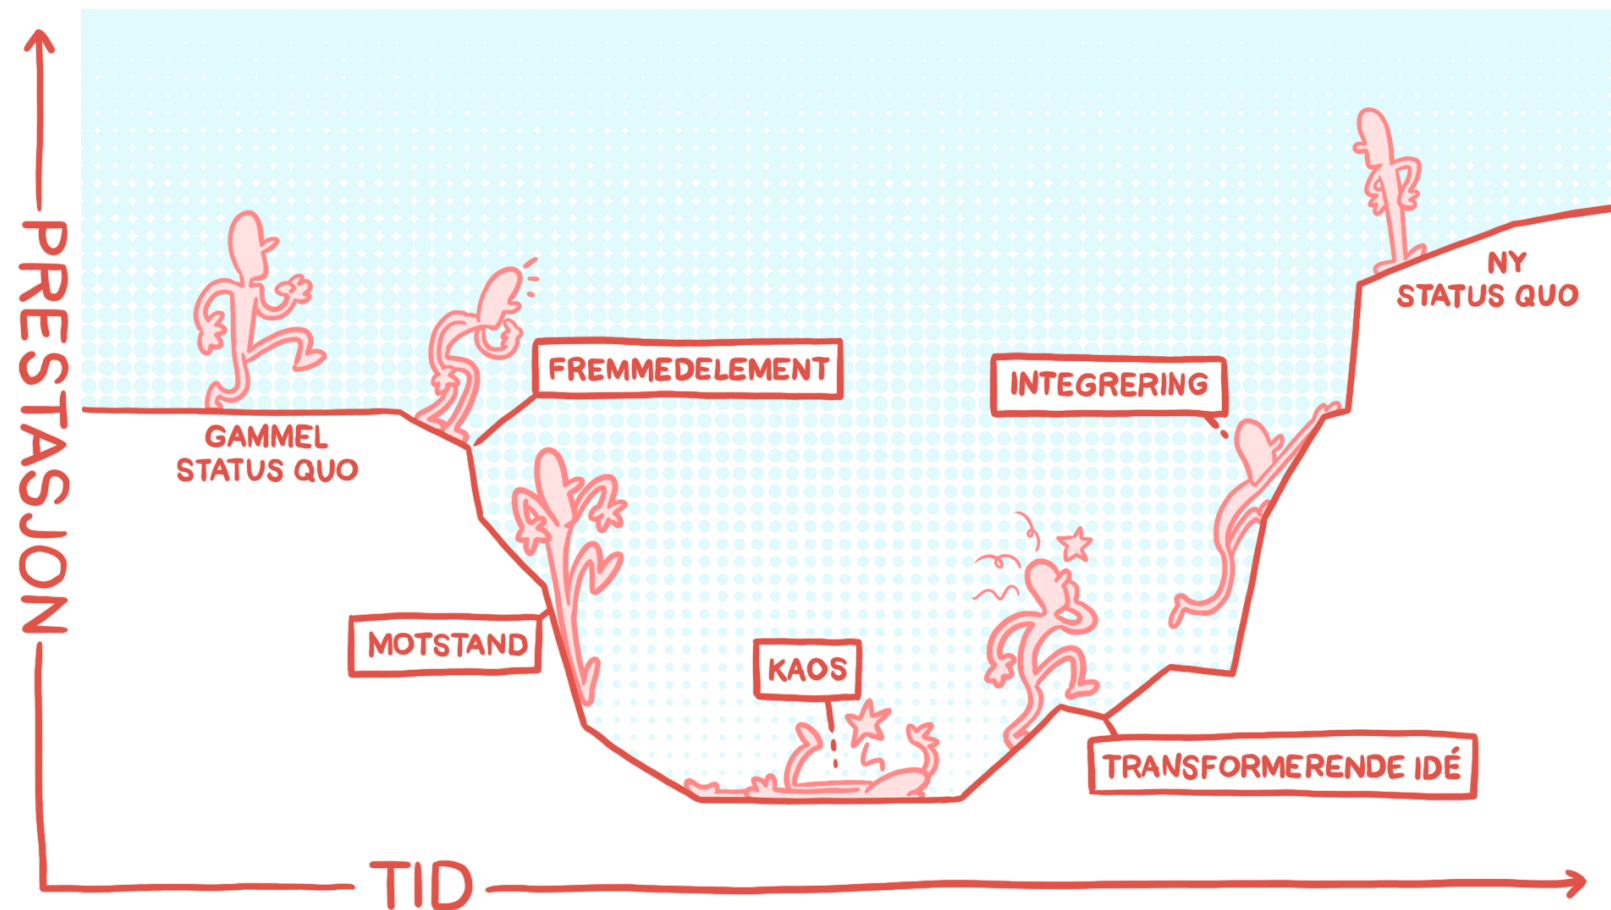 PRESTASJON
GAMMEL
STATUS QUO
FREMMEDELEMENT
MOTSTAND
KAOS
TRANSFORMERENDE IDÉ
INTEGRERING
NY
STATUS QUO
TID